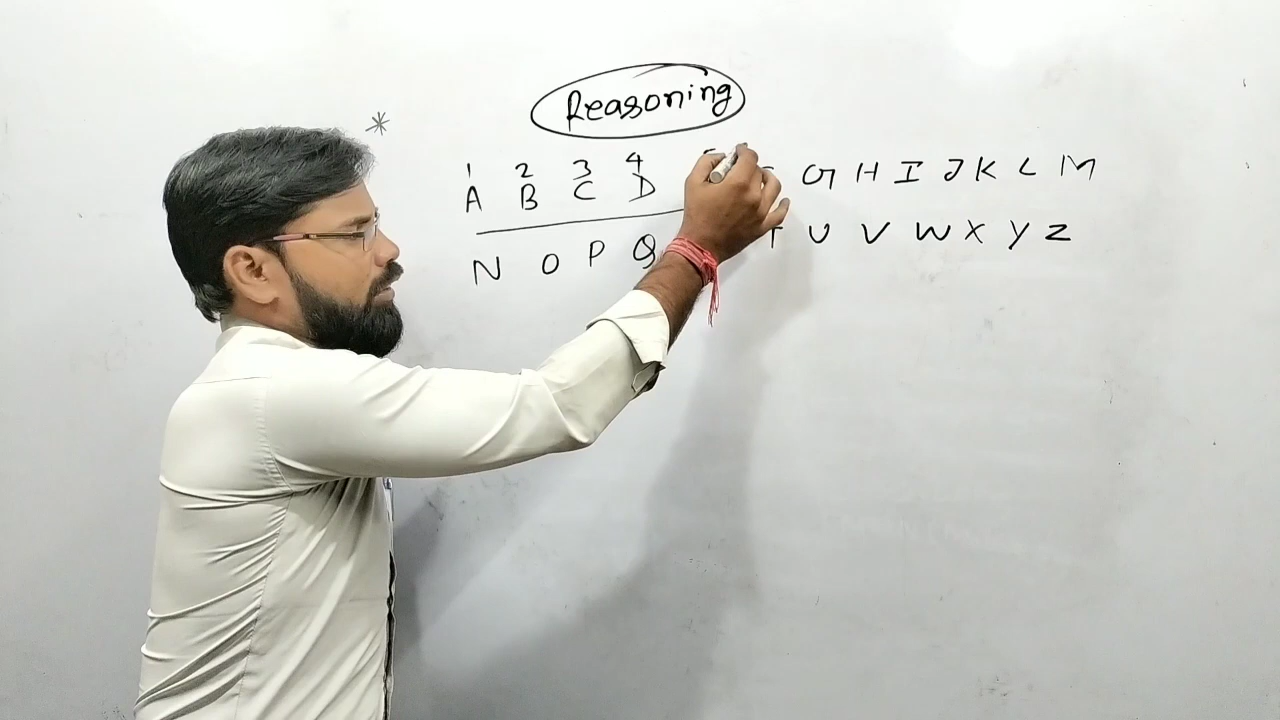 Reasoning
*
1 2 3 4
A B C D G H I J K L M
N O P Q T U V W X Y Z